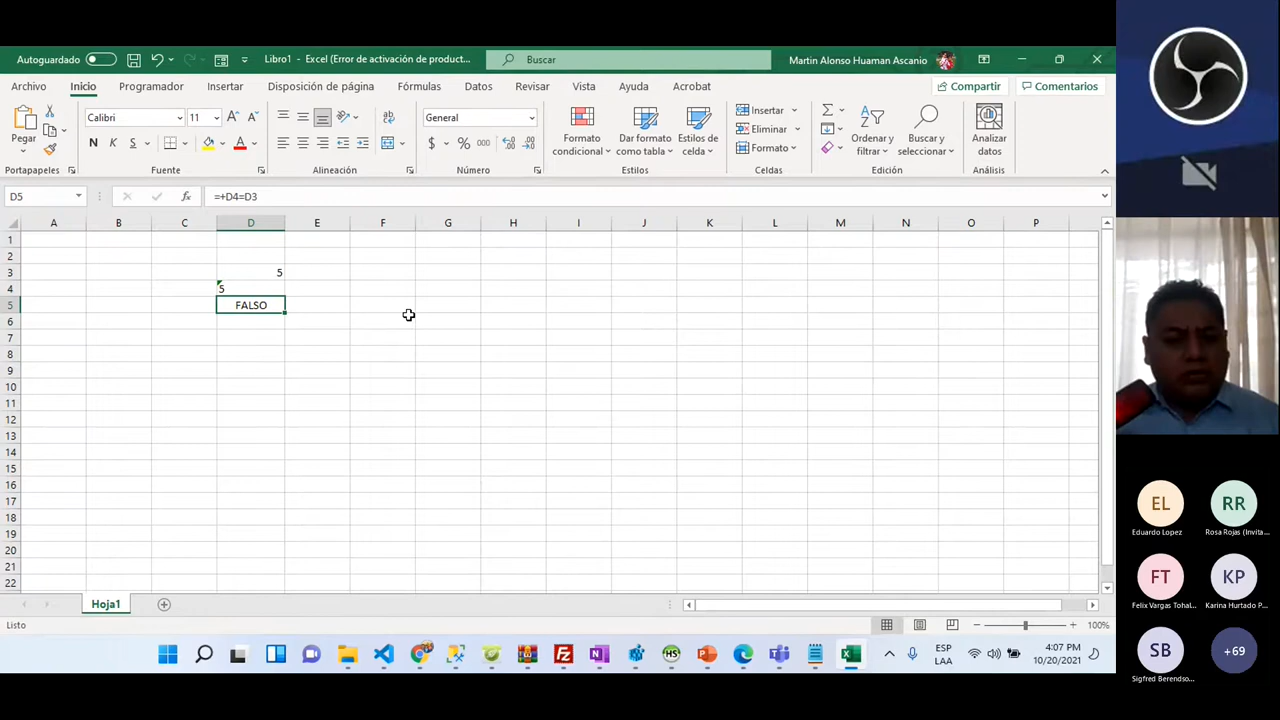 Autoguardado
Libro1 - Excel (Error de activación de product...
Buscar
Martin Alonso Huaman Ascanio
Archivo Inicio Programador Insertar Disposición de página Fórmulas Datos Revisar Vista Ayuda Acrobat
Compartir Comentarios
Pegar
Calibri 11
N K S
General
$ % 000
Formato condicional
Dar formato como tabla
Estilos de celda
Insertar
Eliminar
Formato
Ordenar y filtrar
Buscar y seleccionar
Analizar datos
Portapapeles Fuente Alineación Número Estilos Celdas Edición Análisis
D5
fx
=+D4=D3
A B C D E F G H I J K L M N O P
1
2
3 5
4 5
5 FALSO
6
7
8
9
10
11
12
13
14
15
16
17
18
19
20
21
22
Hoja1
Listo
100%
ESP
LAA
4:07 PM
10/20/2021
EL
Eduardo Lopez
RR
Rosa Rojas (Invita...
FT
Felix Vargas Tohal...
KP
Karina Hurtado P...
SB
Sigfred Berendso...
+69